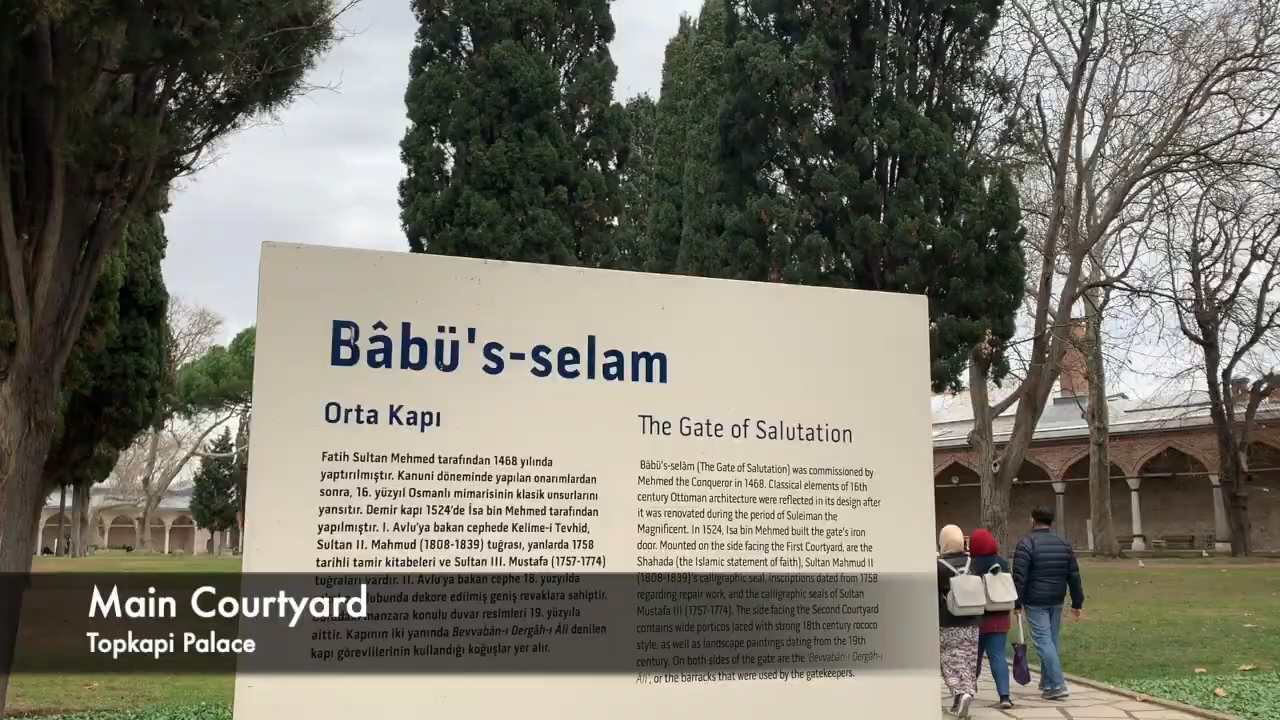 Bâbü's-selam
Orta Kapı
Fatih Sultan Mehmed tarafından 1468 yılında
yaptırılmıştır. Kanuni döneminde yapılan onarımlardan
sonra, 16. yüzyıl Osmanlı mimarisinin klasik unsurlarını
yansıtır. Demir kapı 1524'de İsa bin Mehmed tarafından
yapılmıştır. I. Avlu'ya bakan cephede Kelime-i Tevhid,
Sultan II. Mahmud (1808-1839) tuğrası, yanlarda 1758
tarihli tamir kitabeleri ve Sultan III. Mustafa (1757-1774)
tuğraları vardır. II. Avlu'ya bakan cephe 18. yüzyılda
üslubunda dekore edilmiş geniş revaklara sahiptir.
manzara konulu duvar resimleri 19. yüzyıla
aittir. Kapının iki yanında Bevvabân-ı Dergâh-ı Âli denilen
kapı görevlilerinin kullandığı koğuşlar yer alır.
The Gate of Salutation
Bâbü's-selâm (The Gate of Salutation) was commissioned by
Mehmed the Conqueror in 1468. Classical elements of 16th
century Ottoman architecture were reflected in its design after
it was renovated during the period of Suleiman the
Magnificent. In 1524, Isa bin Mehmed built the gate's iron
door. Mounted on the side facing the First Courtyard, are the
Shahada (the Islamic statement of faith), Sultan Mahmud II
(1808-1839)'s calligraphic seal, inscriptions dated from 1758
regarding repair work, and the calligraphic seals of Sultan
Mustafa III (1757-1774). The side facing the Second Courtyard
contains wide porticos laced with strong 18th century rococo
style, as well as landscape paintings dating from the 19th
century. On both sides of the gate are the 'Bevvabân-ı Dergâh-ı
Âli', or the barracks that were used by the gatekeepers.
Main Courtyard
Topkapi Palace